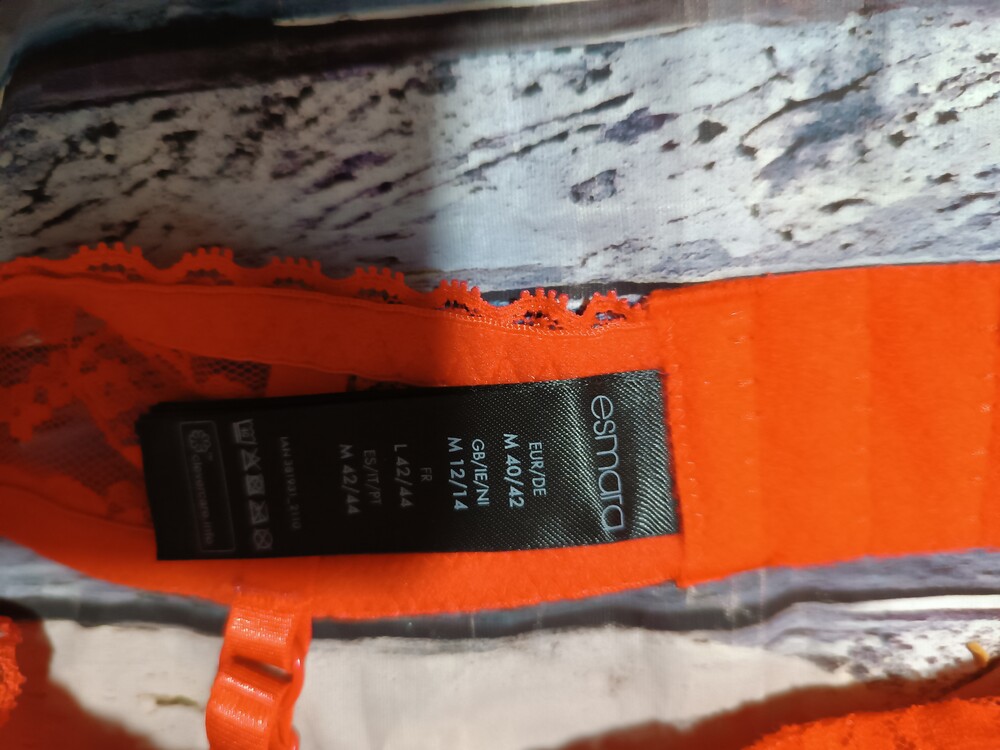 esmara
EUR/DE
M 40/42
GB/IE/NI
M 12/14
FR
L 42/44
ES/IT/PT
M 42/44